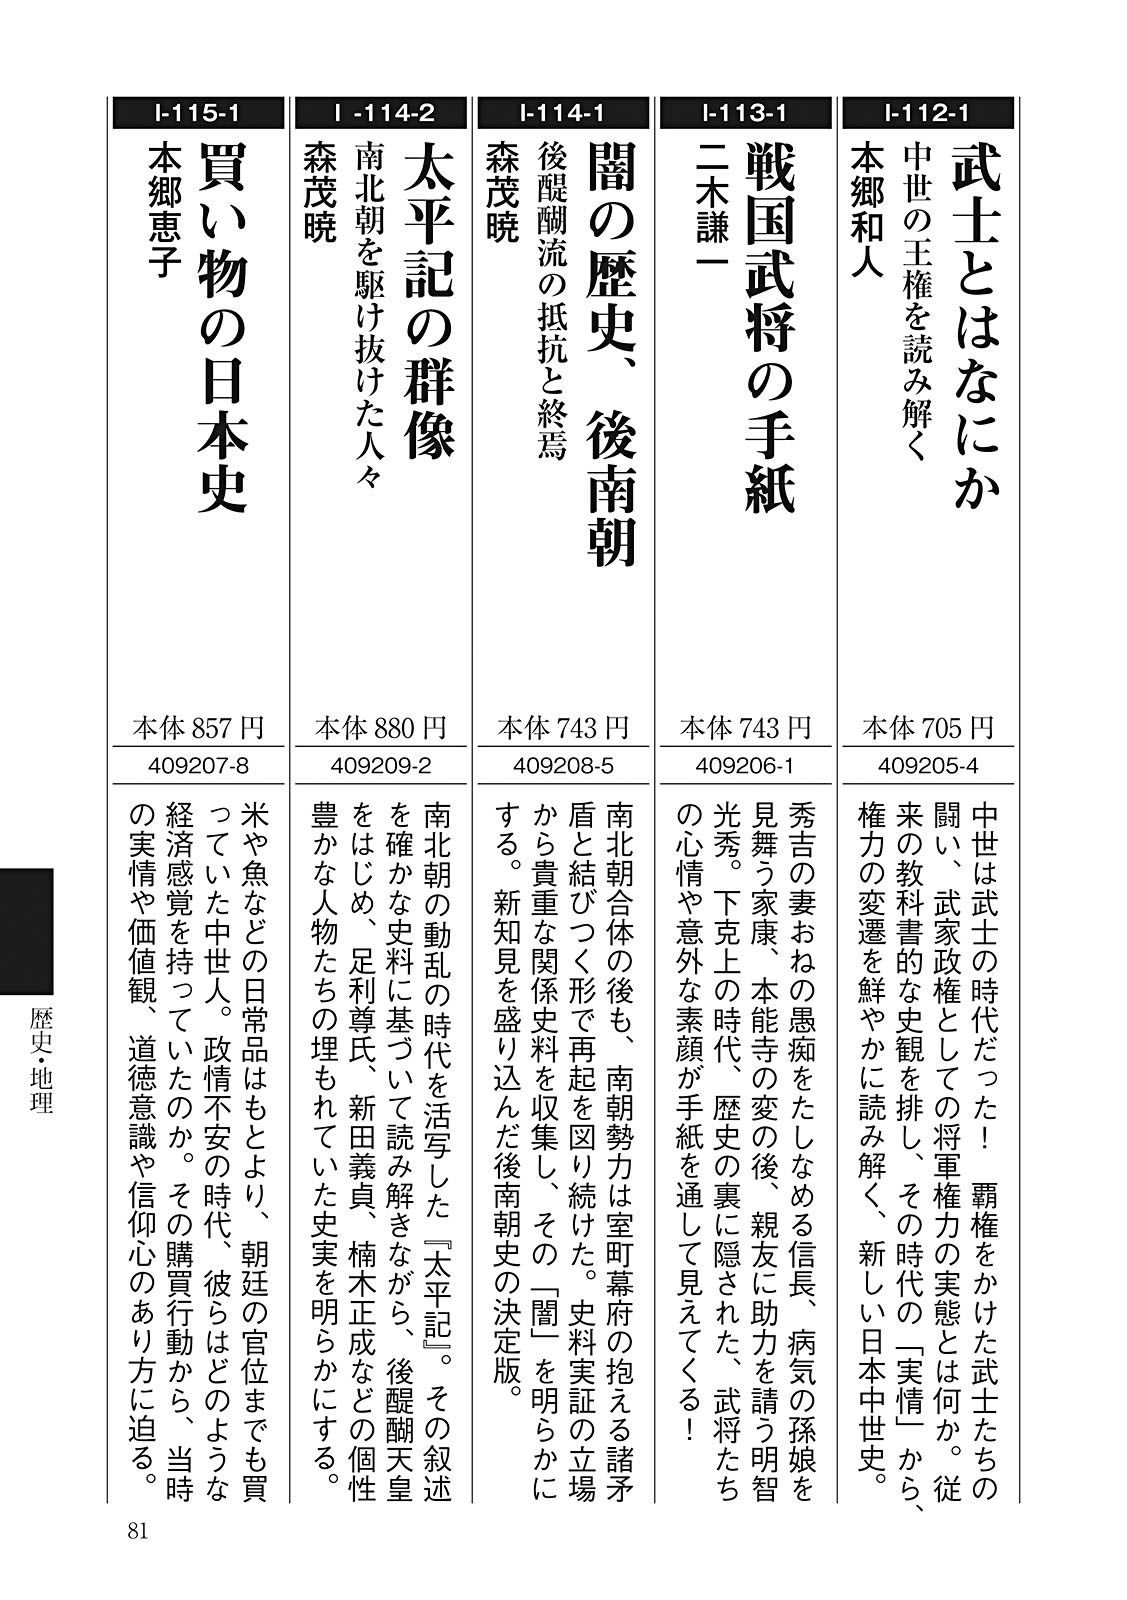 I-112-1
武士とはなにか
中世の王権を読み解く
本郷和人
本体 705 円
409205-4
中世は武士の時代だった！　覇権をかけた武士たちの
闘い、武家政権としての将軍権力の実態とは何か。従
来の教科書的な史観を排し、その時代の「実情」から、
権力の変遷を鮮やかに読み解く、新しい日本中世史。
I-113-1
戦国武将の手紙
二木謙一
本体 743 円
409206-1
秀吉の妻おねの愚痴をたしなめる信長、病気の孫娘を
見舞う家康、本能寺の変の後、親友に助力を請う明智
光秀。下克上の時代、歴史の裏に隠された、武将たち
の心情や意外な素顔が手紙を通して見えてくる！
I-114-1
闇の歴史、後南朝
後醍醐流の抵抗と終焉
森茂暁
本体 743 円
409208-5
南北朝合体の後も、南朝勢力は室町幕府の抱える諸矛
盾と結びつく形で再起を図り続けた。史料実証の立場
から貴重な関係史料を収集し、その「闇」を明らかに
する。新知見を盛り込んだ後南朝史の決定版。
I -114-2
太平記の群像
南北朝を駆け抜けた人々
森茂暁
本体 880 円
409209-2
南北朝の動乱の時代を活写した『太平記』。その叙述
を確かな史料に基づいて読み解きながら、後醍醐天皇
をはじめ、足利尊氏、新田義貞、楠木正成などの個性
豊かな人物たちの埋もれていた史実を明らかにする。
I-115-1
買い物の日本史
本郷恵子
本体 857 円
409207-8
米や魚などの日常品はもとより、朝廷の官位までも買
っていた中世人。政情不安の時代、彼らはどのような
経済感覚を持っていたのか。その購買行動から、当時
の実情や価値観、道徳意識や信仰心のあり方に迫る。
歴史・地理
81